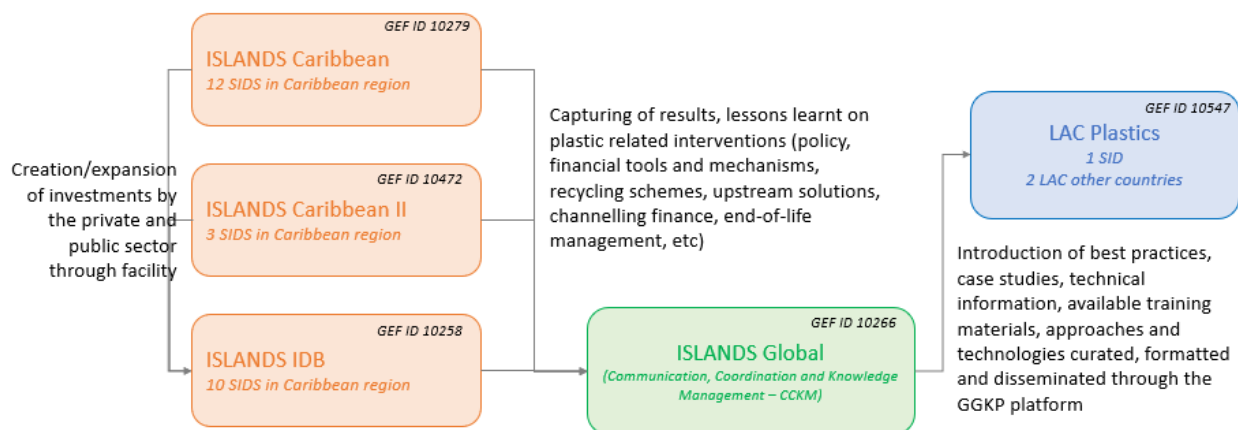 Creation/expansion
of investments by
the private and
public sector
through facility
GEF ID 10279
ISLANDS Caribbean
12 SIDS in Caribbean region
GEF ID 10472
ISLANDS Caribbean II
3 SIDS in Caribbean region
GEF ID 10258
ISLANDS IDB
10 SIDS in Caribbean region
Capturing of results, lessons learnt on
plastic related interventions (policy,
financial tools and mechanisms,
recycling schemes, upstream solutions,
channelling finance, end-of-life
management, etc)
GEF ID 10266
ISLANDS Global
(Communication, Coordination and Knowledge
Management – CCKM)
GEF ID 10547
LAC Plastics
1 SID
2 LAC other countries
Introduction of best practices,
case studies, technical
information, available training
materials, approaches and
technologies curated, formatted
and disseminated through the
GGKP platform